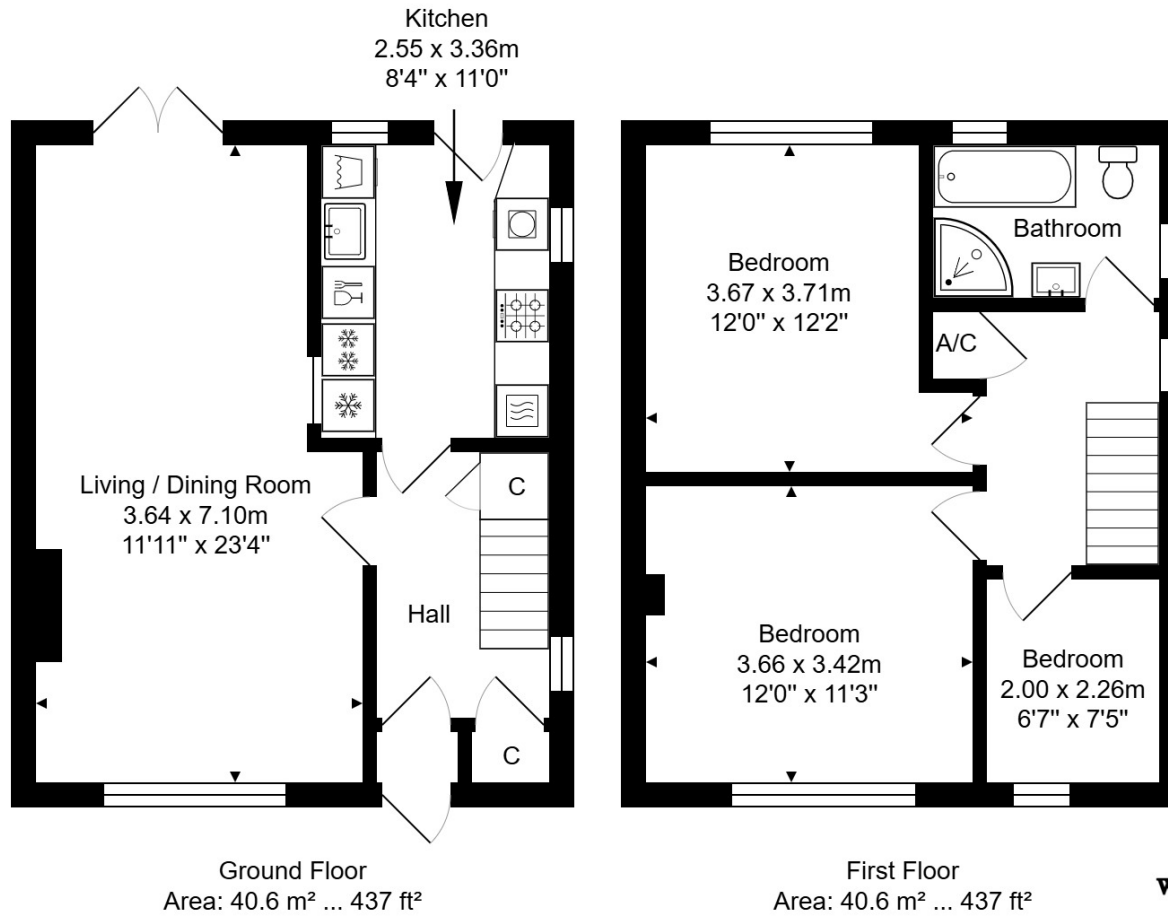 Kitchen
2.55 x 3.36m
8'4" x 11'0"
Living / Dining Room
3.64 x 7.10m
11'11" x 23'4"
C
Hall
C
Ground Floor
Area: 40.6 m² ... 437 ft²
Bedroom
3.67 x 3.71m
12'0" x 12'2"
Bathroom
A/C
Bedroom
3.66 x 3.42m
12'0" x 11'3"
Bedroom
2.00 x 2.26m
6'7" x 7'5"
First Floor
Area: 40.6 m² ... 437 ft²